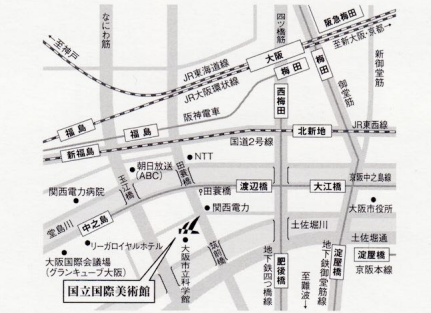 なにわ筋
四ツ橋筋
阪急梅田
至新大阪・京都
至神戸
大阪
梅田
梅田
新御堂筋
JR東海道線
JR大阪環状線
御堂筋
阪神電車
西梅田
福島
福島
北新地
JR東西線
新福島
国道2号線
NTT
朝日放送
(ABC)
田蓑橋
玉江橋
田蓑橋
渡辺橋
大江橋
京阪中之島線
関西電力病院
関西電力
大阪市役所
堂島川
中之島
土佐堀川
土佐堀通
リーガロイヤルホテル
筑前橋
大阪市立科学館
大阪国際会議場
(グランキューブ大阪)
肥後橋
淀屋橋
淀屋橋
京阪本線
地下鉄四つ橋線
至難波
地下鉄御堂筋線
国立国際美術館